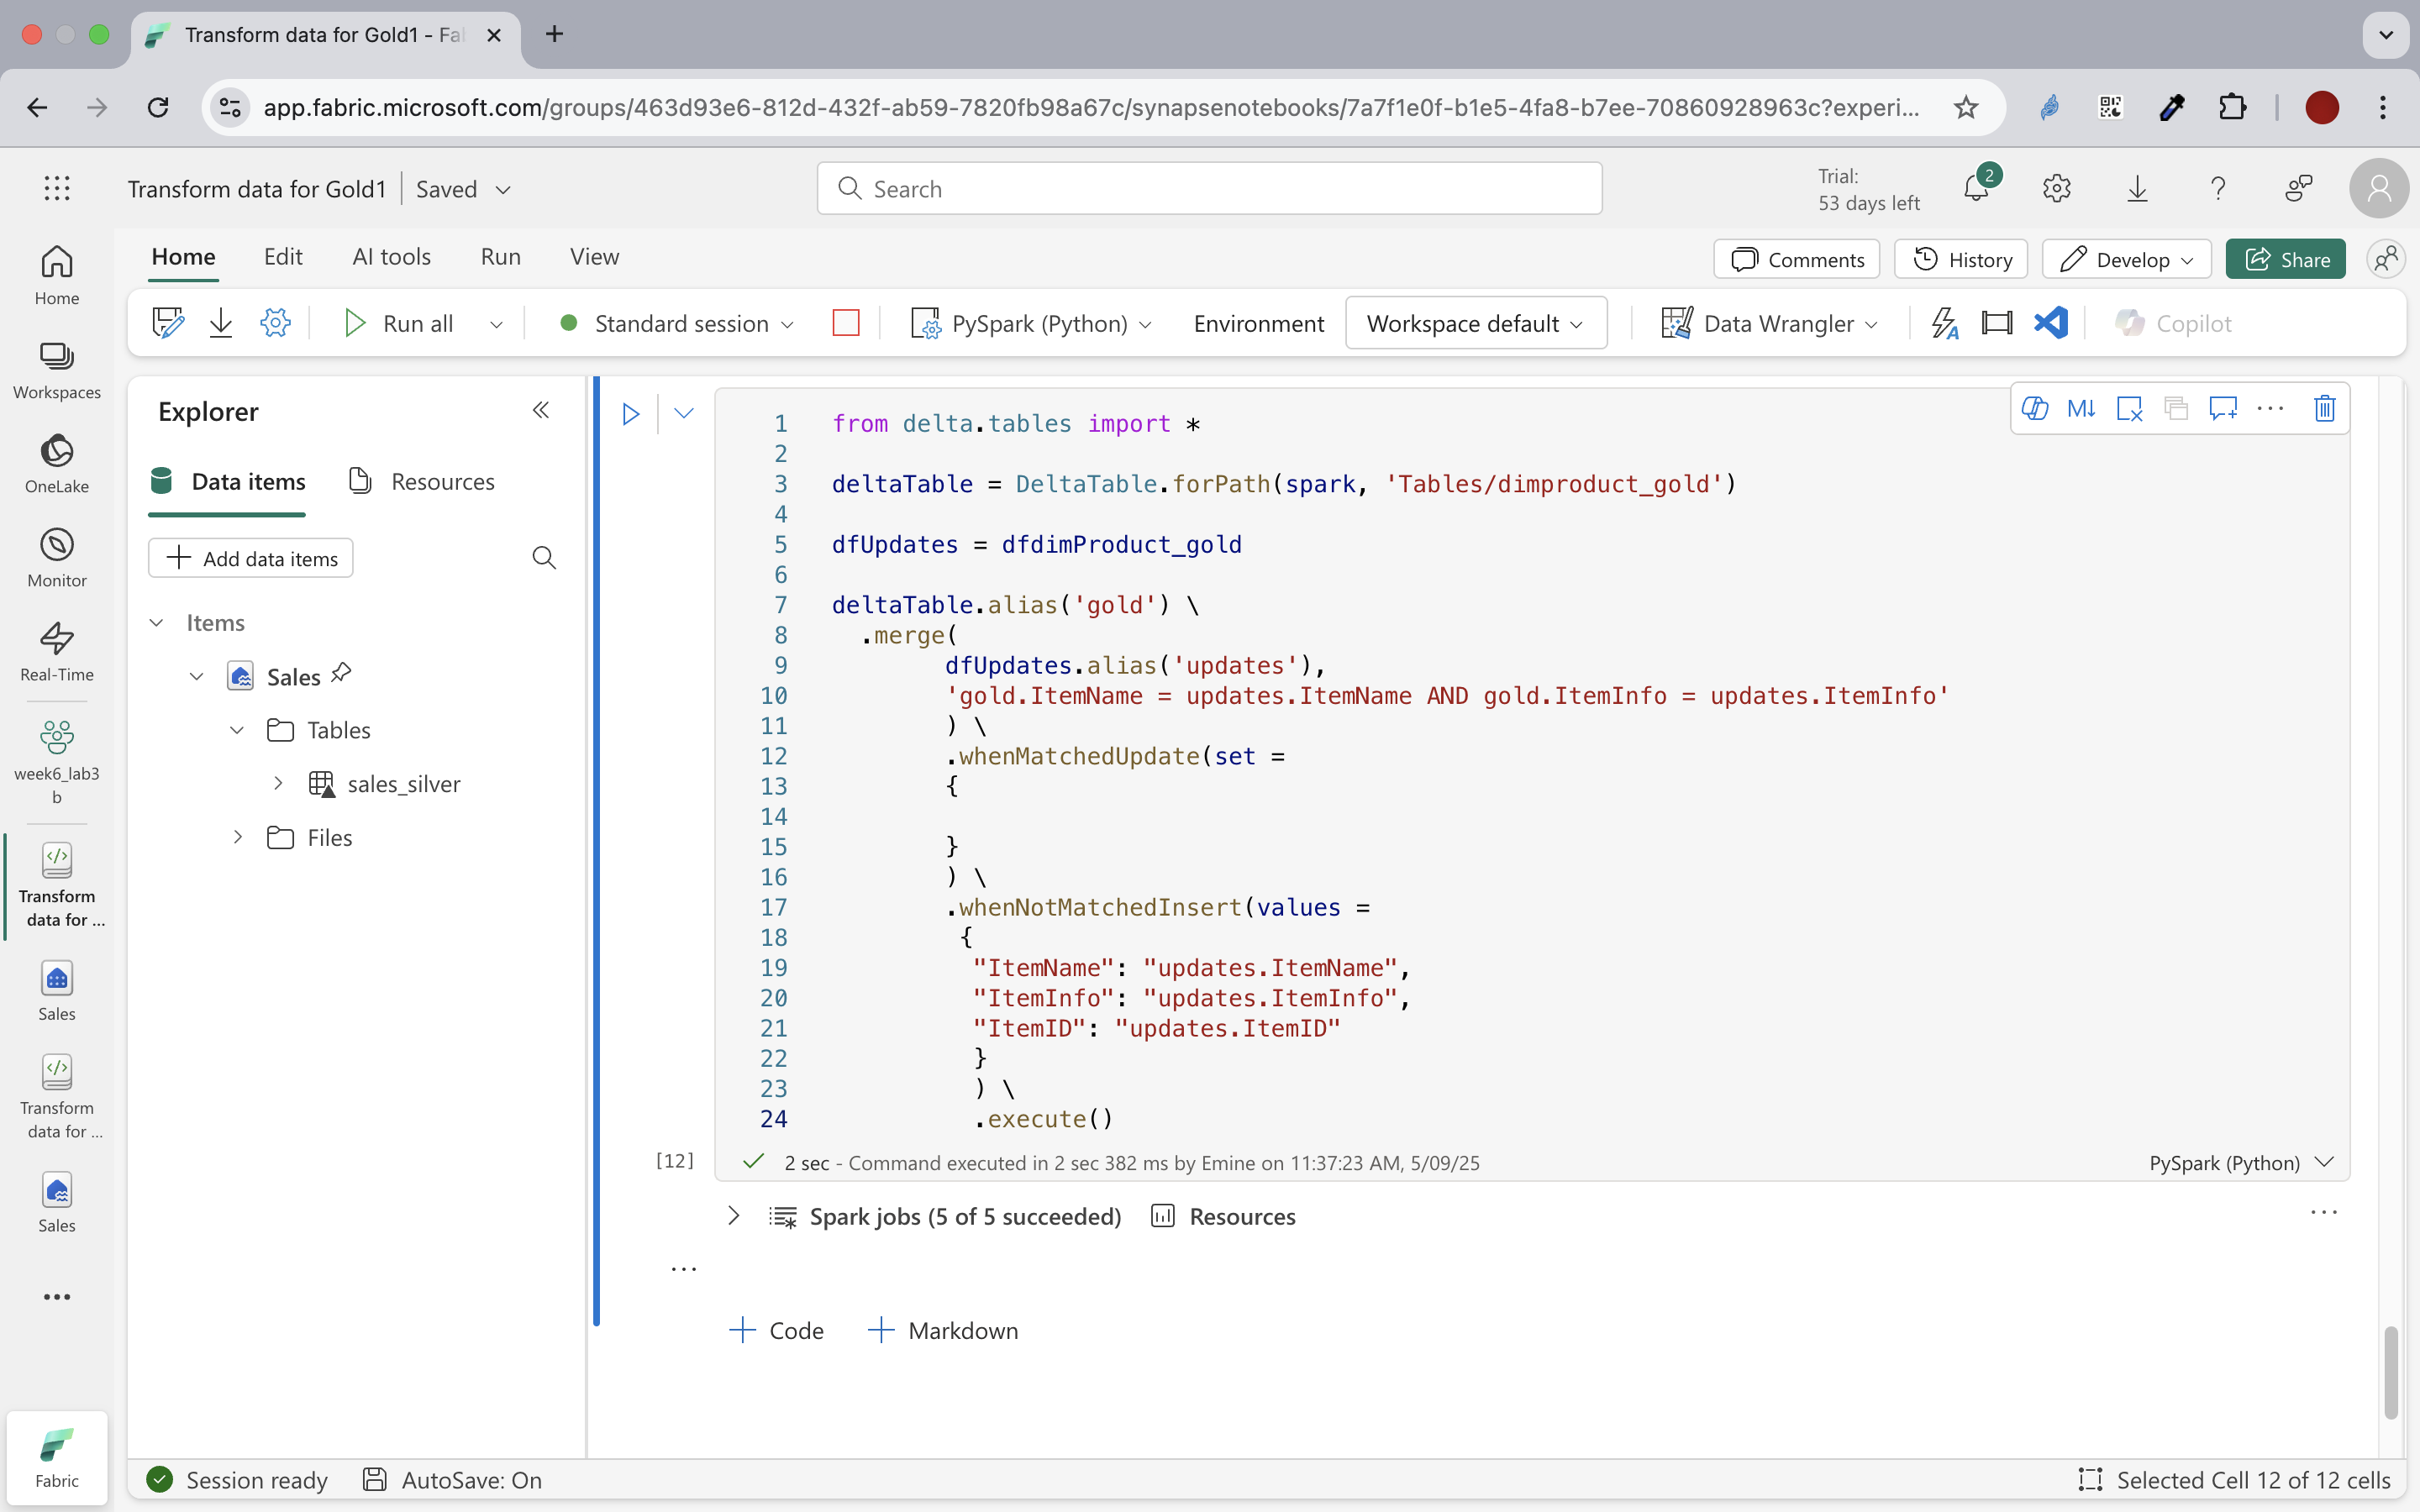 Transform data for Gold1 - Fa
app.fabric.microsoft.com/groups/463d93e6-812d-432f-ab59-7820fb98a67c/synapsenotebooks/7a7f1e0f-b1e5-4fa8-b7ee-70860928963c?experi...
Transform data for Gold1 | Saved
Search
Trial:
53 days left
2
Home
Edit
AI tools
Run
View
Comments
History
Develop
Share
Run all
Standard session
PySpark (Python)
Environment
Workspace default
Data Wrangler
Copilot
Home
Workspaces
OneLake
Monitor
Real-Time
week6_lab3
b
Transform
data for ...
Sales
Transform
data for ...
Sales
Fabric
Explorer
Data items
Resources
Add data items
Items
Sales
Tables
sales_silver
Files
M↓
1 from delta.tables import *
2
3 deltaTable = DeltaTable.forPath(spark, 'Tables/dimproduct_gold')
4
5 dfUpdates = dfdimProduct_gold
6
7 deltaTable.alias('gold') \
8 .merge(
9 dfUpdates.alias('updates'),
10 'gold.ItemName = updates.ItemName AND gold.ItemInfo = updates.ItemInfo'
11 ) \
12 .whenMatchedUpdate(set =
13 {
14
15 }
16 ) \
17 .whenNotMatchedInsert(values =
18 {
19 "ItemName": "updates.ItemName",
20 "ItemInfo": "updates.ItemInfo",
21 "ItemID": "updates.ItemID"
22 }
23 ) \
24 .execute()
[12]
2 sec - Command executed in 2 sec 382 ms by Emine on 11:37:23 AM, 5/09/25
PySpark (Python)
Spark jobs (5 of 5 succeeded)
Resources
Code
Markdown
Session ready
AutoSave: On
Selected Cell 12 of 12 cells